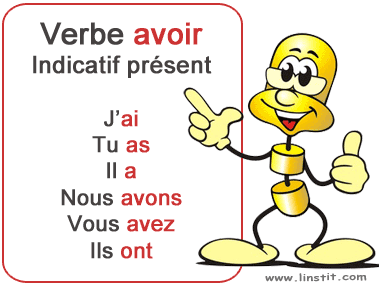 Verbe avoir
Indicatif présent
J'ai
Tu as
Il a
Nous avons
Vous avez
Ils ont
www.linstit.com